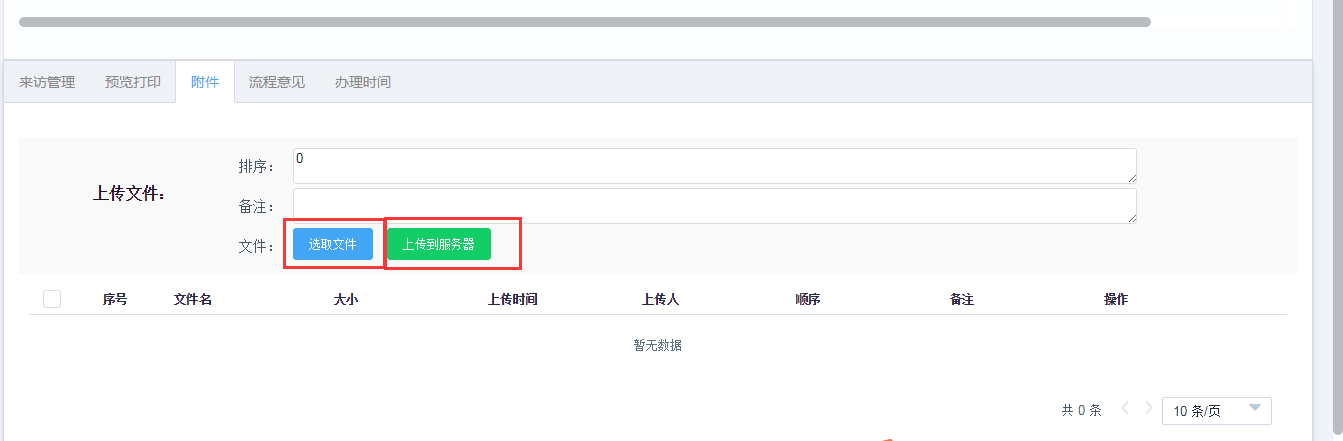 来访管理 预览打印 附件 流程意见 办理时间
排序： 0
上传文件：
备注：
文件： 选取文件 上传到服务器
序号 文件名 大小 上传时间 上传人 顺序 备注 操作
暂无数据
共 0 条 10 条/页